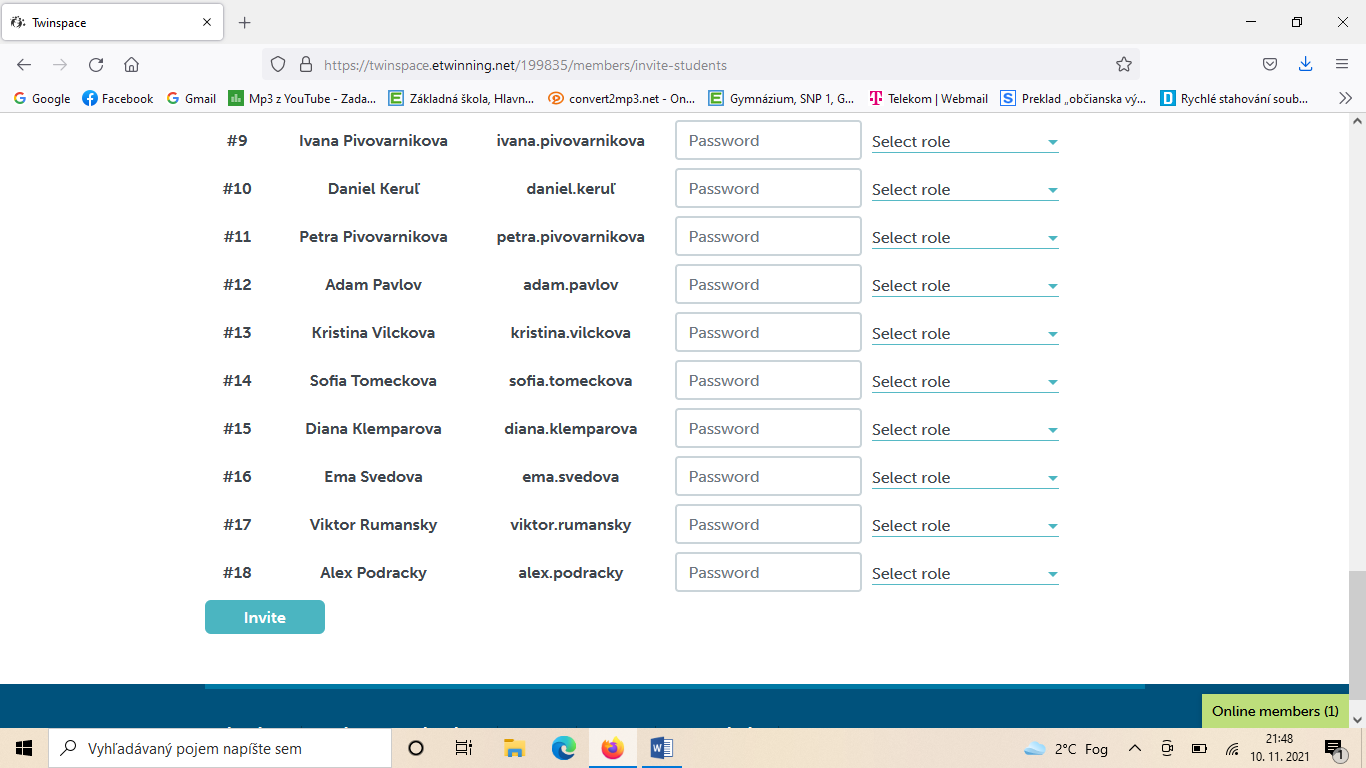 Twinspace
https://twinspace.etwinning.net/199835/members/invite-students
Google Facebook Gmail Mp3 z YouTube - Zada... Základná škola, Hlavn... convert2mp3.net - On... Gymnázium, SNP 1, G... Telekom | Webmail Preklad „občianska vý... Rychlé stahování soub...
#9 Ivana Pivovarnikova ivana.pivovarnikova Password Select role
#10 Daniel Keruľ daniel.keruľ Password Select role
#11 Petra Pivovarnikova petra.pivovarnikova Password Select role
#12 Adam Pavlov adam.pavlov Password Select role
#13 Kristina Vilckova kristina.vilckova Password Select role
#14 Sofia Tomeckova sofia.tomeckova Password Select role
#15 Diana Klemparova diana.klemparova Password Select role
#16 Ema Svedova ema.svedova Password Select role
#17 Viktor Rumansky viktor.rumansky Password Select role
#18 Alex Podracky alex.podracky Password Select role
Invite
Online members (1)
Vyhľadávaný pojem napíšte sem
2°C Fog
21:48
10. 11. 2021
1